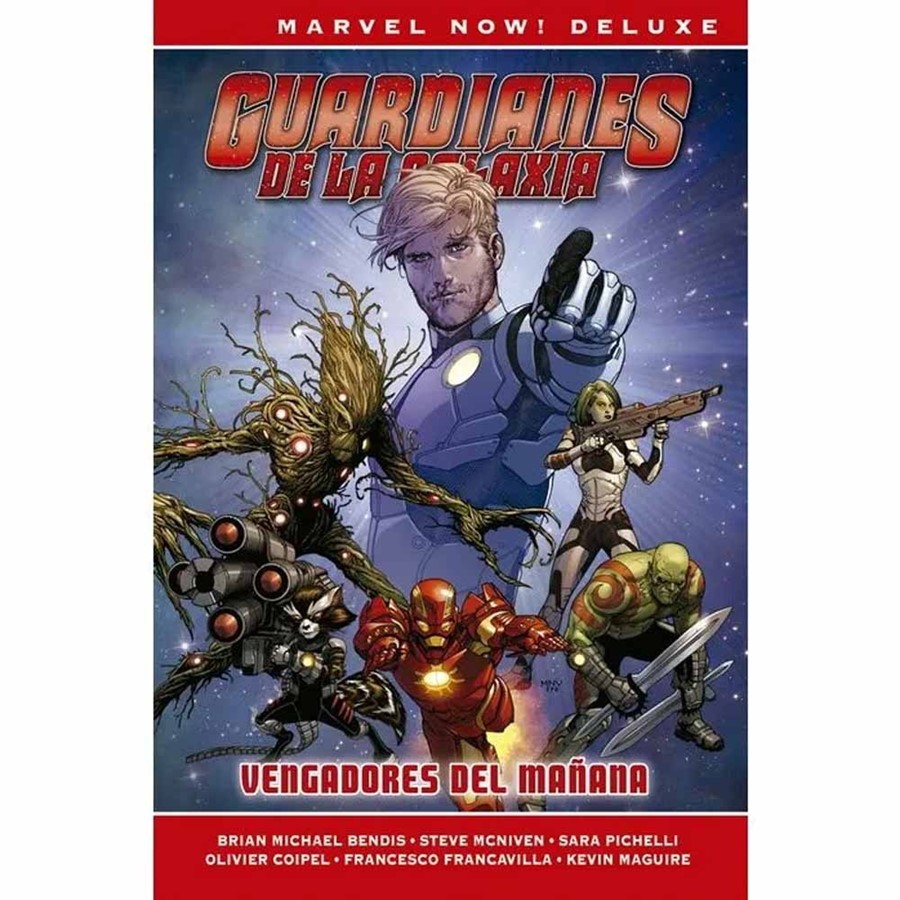 MARVEL NOW! DELUXE
GUARDIANES
DE LA GALAXIA
VENGADORES DEL MAÑANA
BRIAN MICHAEL BENDIS • STEVE MCNIVEN • SARA PICHELLI
OLIVIER COIPEL • FRANCESCO FRANCAVILLA • KEVIN MAGUIRE